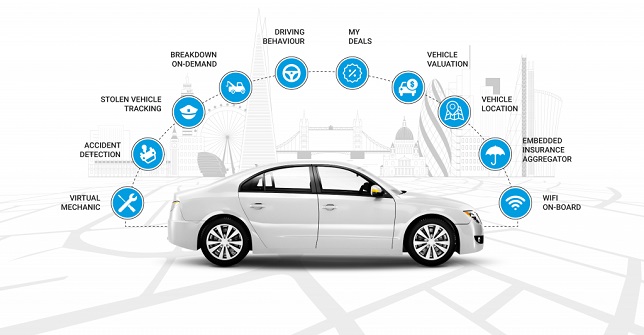 DRIVING
BEHAVIOUR
MY
DEALS
BREAKDOWN
ON-DEMAND
VEHICLE
VALUATION
STOLEN VEHICLE
TRACKING
VEHICLE
LOCATION
ACCIDENT
DETECTION
EMBEDDED
INSURANCE
AGGREGATOR
VIRTUAL
MECHANIC
WIFI
ON-BOARD